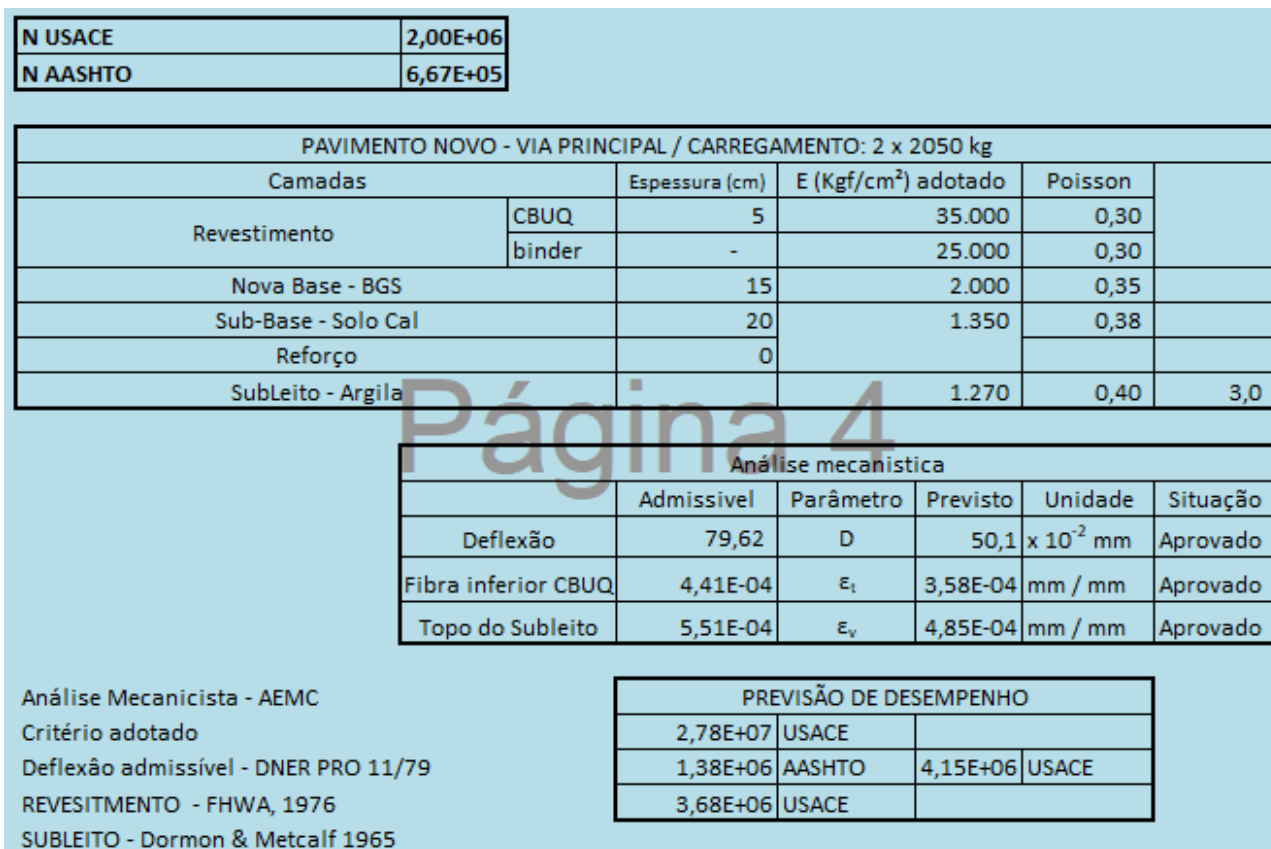 N USACE 2,00E+06
N AASHTO 6,67E+05
PAVIMENTO NOVO - VIA PRINCIPAL / CARREGAMENTO: 2 x 2050 kg
Camadas Espessura (cm) E (Kgf/cm²) adotado Poisson
Revestimento CBUQ 5 35.000 0,30
binder - 25.000 0,30
Nova Base - BGS 15 2.000 0,35
Sub-Base - Solo Cal 20 1.350 0,38
Reforço 0
SubLeito - Argila 1.270 0,40 3,0
Página 4
Análise mecanistica
Admissivel Parâmetro Previsto Unidade Situação
Deflexão 79,62 D 50,1 x 10⁻² mm Aprovado
Fibra inferior CBUQ 4,41E-04 εₜ 3,58E-04 mm / mm Aprovado
Topo do Subleito 5,51E-04 εᵥ 4,85E-04 mm / mm Aprovado
Análise Mecanicista - AEMC
Critério adotado
Deflexâo admissível - DNER PRO 11/79
REVESITMENTO - FHWA, 1976
SUBLEITO - Dormon & Metcalf 1965
PREVISÃO DE DESEMPENHO
2,78E+07 USACE
1,38E+06 AASHTO 4,15E+06 USACE
3,68E+06 USACE